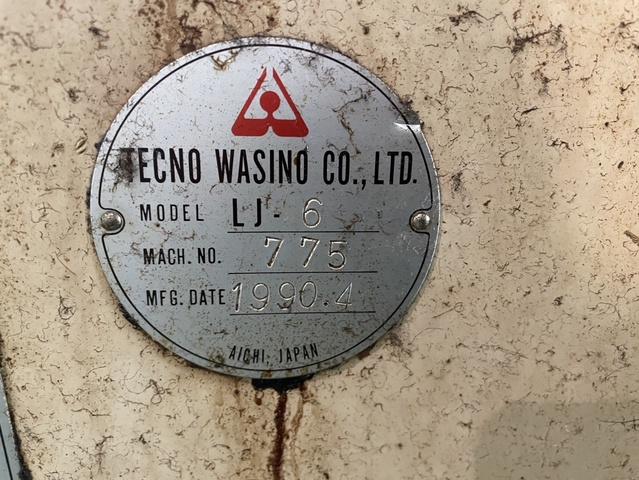 TECNO WASINO CO., LTD.
MODEL LJ-6
MACH. NO. 775
MFG. DATE 1990.4
AICHI, JAPAN